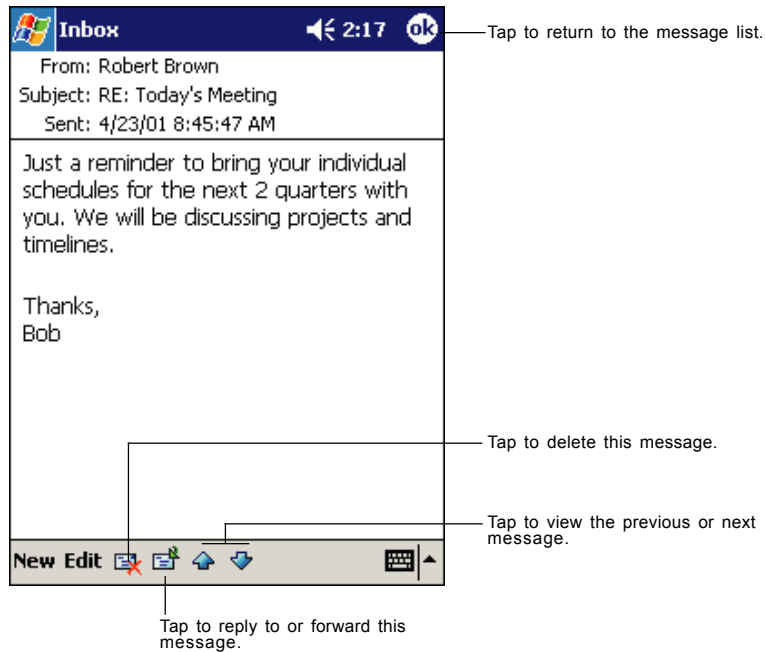 Inbox 2:17 ok
Tap to return to the message list.
From: Robert Brown
Subject: RE: Today's Meeting
Sent: 4/23/01 8:45:47 AM
Just a reminder to bring your individual
schedules for the next 2 quarters with
you. We will be discussing projects and
timelines.
Thanks,
Bob
Tap to delete this message.
Tap to view the previous or next
message.
New Edit
Tap to reply to or forward this
message.